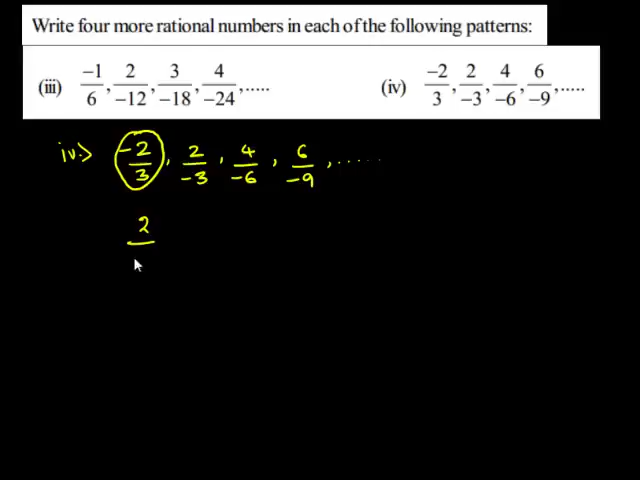 Write four more rational numbers in each of the following patterns:
(iii) -1/6, 2/-12, 3/-18, 4/-24, ..... (iv) -2/3, 2/-3, 4/-6, 6/-9, .....
iv.> -2/3, 2/-3, 4/-6, 6/-9, .....
2